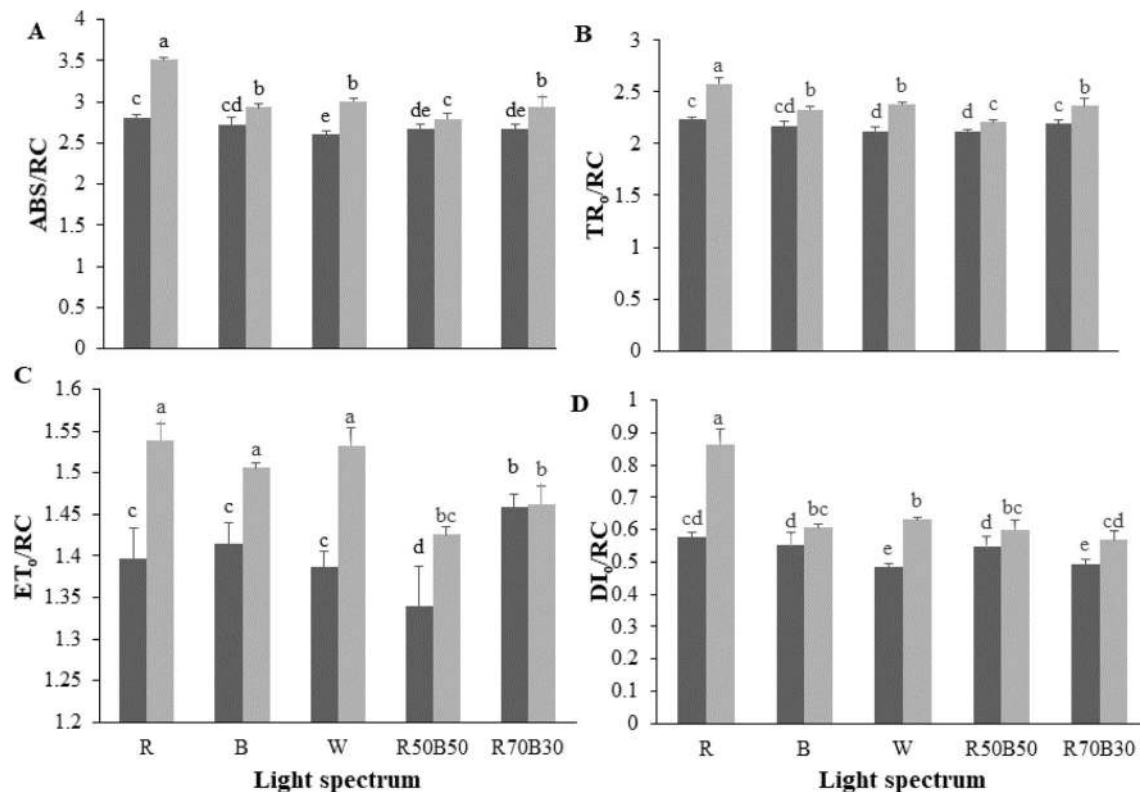 A
ABS/RC
4
3.5
3
2.5
2
1.5
1
0.5
0
c a cd b e b de c de b
B
TR₀/RC
3
2.5
2
1.5
1
0.5
0
c a cd b d b d c c b
C
ET₀/RC
1.6
1.55
1.5
1.45
1.4
1.35
1.3
1.25
1.2
c a c a c a d bc b b
R B W R50B50 R70B30
Light spectrum
D
DI₀/RC
1
0.9
0.8
0.7
0.6
0.5
0.4
0.3
0.2
0.1
0
cd a d bc e b d bc e cd
R B W R50B50 R70B30
Light spectrum